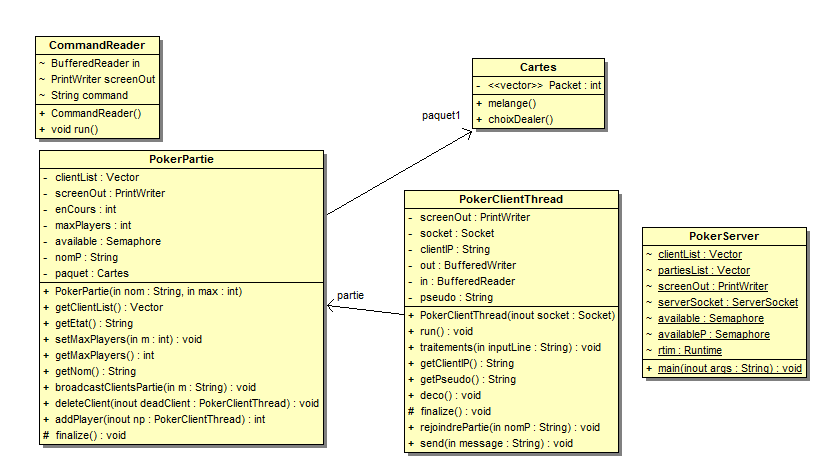 CommandReader
~ BufferedReader in
~ PrintWriter screenOut
~ String command
+ CommandReader()
+ void run()
Cartes
- <<vector>> Packet : int
+ melange()
+ choixDealer()
paquet1
PokerPartie
- clientList : Vector
- screenOut : PrintWriter
- enCours : int
- maxPlayers : int
- available : Semaphore
- nomP : String
- paquet : Cartes
+ PokerPartie(in nom : String, in max : int)
+ getClientList() : Vector
+ getEtat() : String
+ setMaxPlayers(in m : int) : void
+ getMaxPlayers() : int
+ getNom() : String
+ broadcastClientsPartie(in m : String) : void
+ deleteClient(inout deadClient : PokerClientThread) : void
+ addPlayer(inout np : PokerClientThread) : int
# finalize() : void
partie
PokerClientThread
- screenOut : PrintWriter
- socket : Socket
- clientIP : String
- out : BufferedWriter
- in : BufferedReader
- pseudo : String
+ PokerClientThread(inout socket : Socket)
+ run() : void
+ traitements(in inputLine : String) : void
+ getClientIP() : String
+ getPseudo() : String
+ deco() : void
# finalize() : void
+ rejoindrePartie(in nomP : String) : void
+ send(in message : String) : void
PokerServer
~ clientList : Vector
~ partiesList : Vector
~ screenOut : PrintWriter
~ serverSocket : ServerSocket
~ available : Semaphore
~ availableP : Semaphore
~ rtim : Runtime
+ main(inout args : String) : void